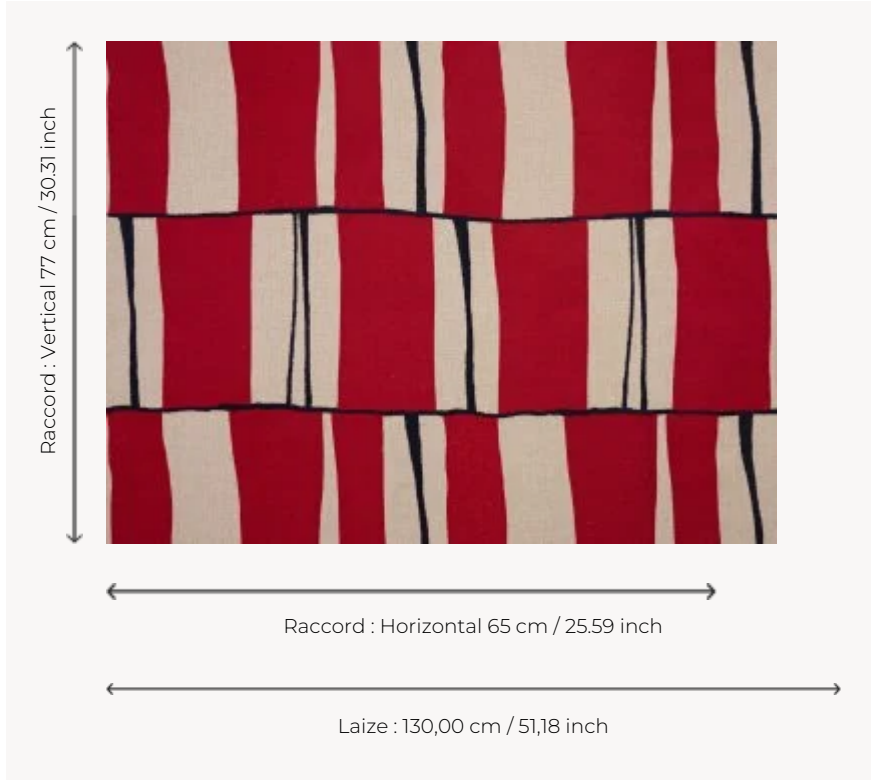 Raccord : Vertical 77 cm / 30.31 inch
Raccord : Horizontal 65 cm / 25.59 inch
Laize : 130,00 cm / 51,18 inch